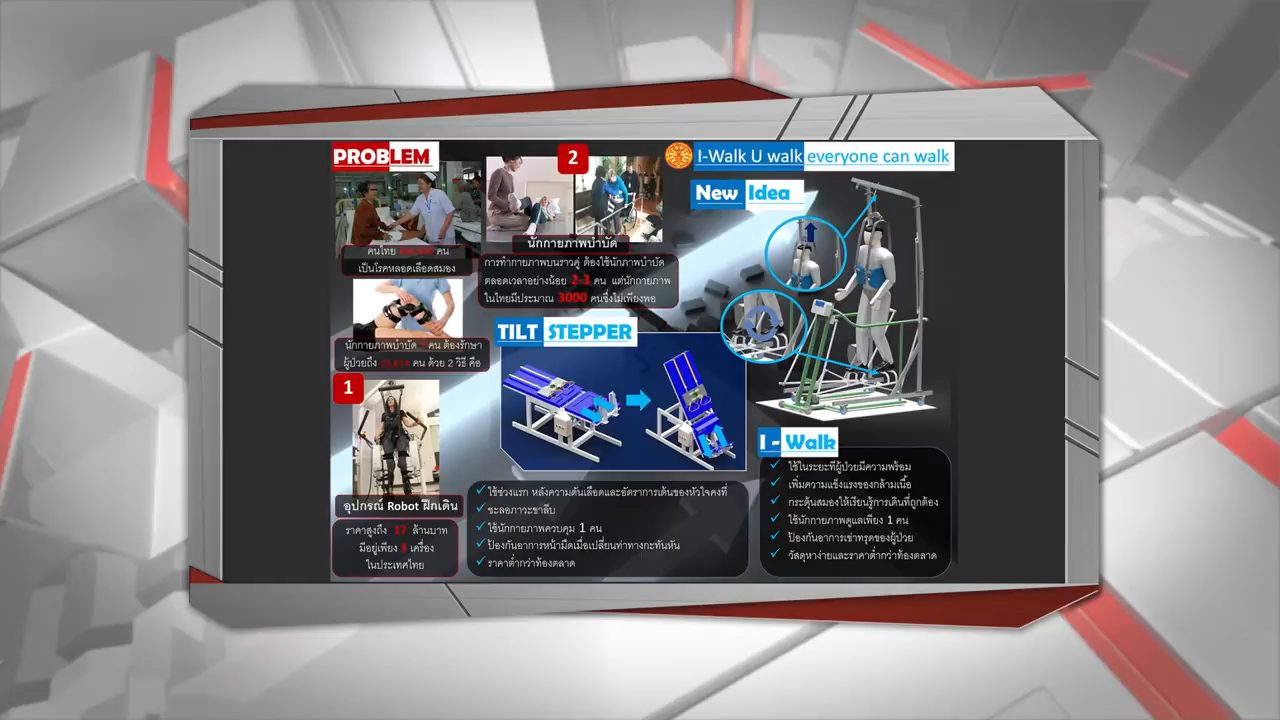 PROBLEM
คนไทย คน
เป็นโรคหลอดเลือดสมอง
นักกายภาพบำบัด 1 คน ต้องรักษา
ผู้ป่วยถึง คน ด้วย 2 วิธี คือ
1
อุปกรณ์ Robot ฝึกเดิน
ราคาสูงถึง 17 ล้านบาท
มีอยู่เพียง 3 เครื่อง
ในประเทศไทย
2
นักกายภาพบำบัด
การทำกายภาพบนราวคู่ ต้องใช้นักภาพบำบัด
ตลอดเวลาอย่างน้อย 2-3 คน แต่นักกายภาพ
ในไทยมีประมาณ 3000 คนซึ่งไม่เพียงพอ
TILT STEPPER
ใช้ช่วงแรก หลังความดันเลือดและอัตราการเต้นของหัวใจคงที่
ชะลอภาวะขาลีบ
ใช้นักกายภาพควบคุม 1 คน
ป้องกันอาการหน้ามืดเมื่อเปลี่ยนท่าทางกะทันหัน
ราคาต่ำกว่าท้องตลาด
I-Walk U walk everyone can walk
New Idea
I - Walk
ใช้ในระยะที่ผู้ป่วยมีความพร้อม
เพิ่มความแข็งแรงของกล้ามเนื้อ
กระตุ้นสมองให้เรียนรู้การเดินที่ถูกต้อง
ใช้นักกายภาพดูแลเพียง 1 คน
ป้องกันอาการเข่าทรุดของผู้ป่วย
วัสดุหาง่ายและราคาต่ำกว่าท้องตลาด